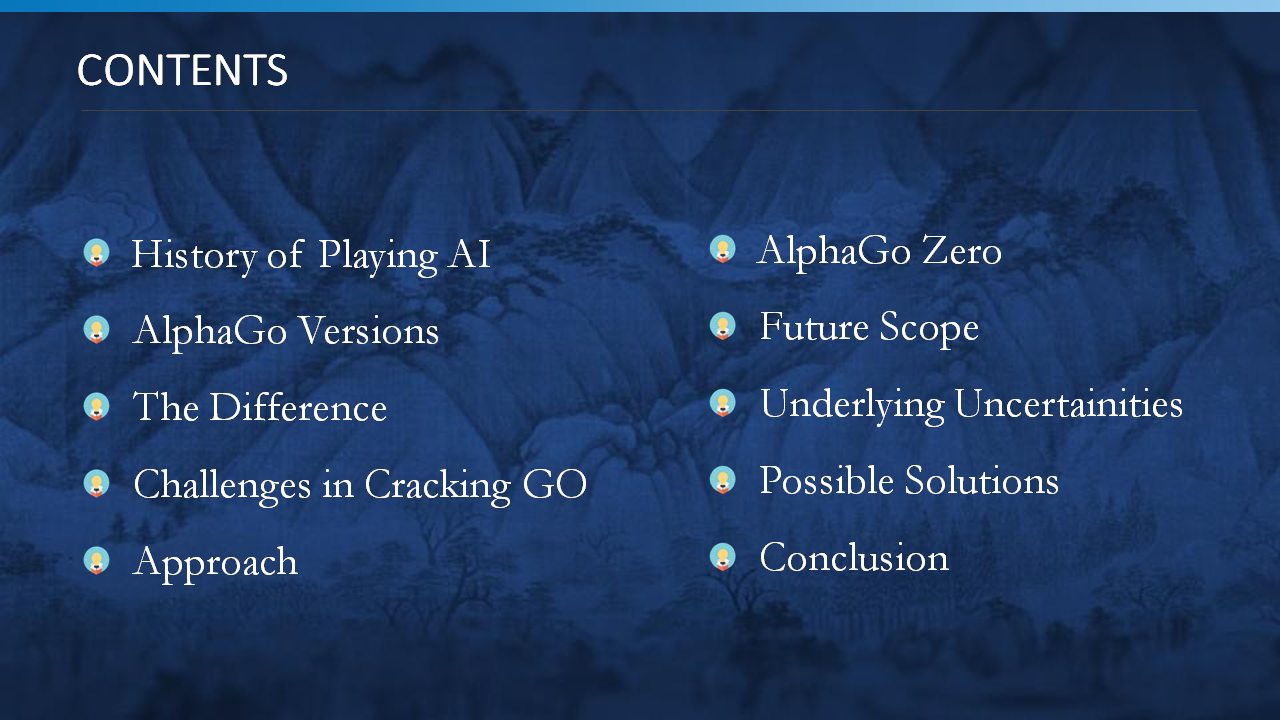 CONTENTS
History of Playing AI
AlphaGo Versions
The Difference
Challenges in Cracking GO
Approach
AlphaGo Zero
Future Scope
Underlying Uncertainities
Possible Solutions
Conclusion